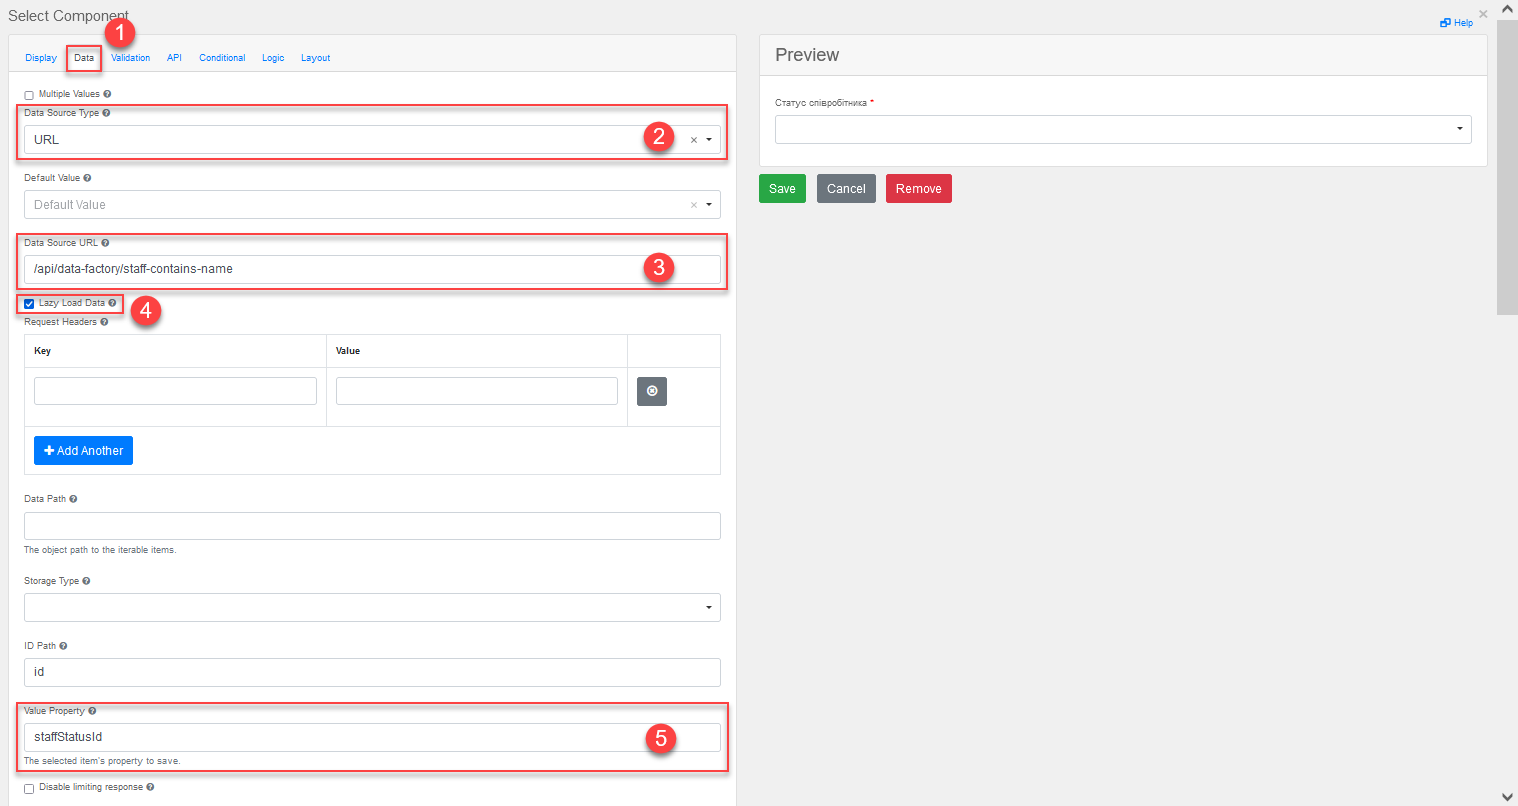 Select Component
Help
1
Display Data Validation API Conditional Logic Layout
Multiple Values
Data Source Type
URL
2
Default Value
Default Value
Data Source URL
/api/data-factory/staff-contains-name
3
Lazy Load Data
4
Request Headers
Key Value
Add Another
Data Path
The object path to the iterable items.
Storage Type
ID Path
id
Value Property
staffStatusId
5
The selected item's property to save.
Disable limiting response
Preview
Статус співробітника *
Save Cancel Remove